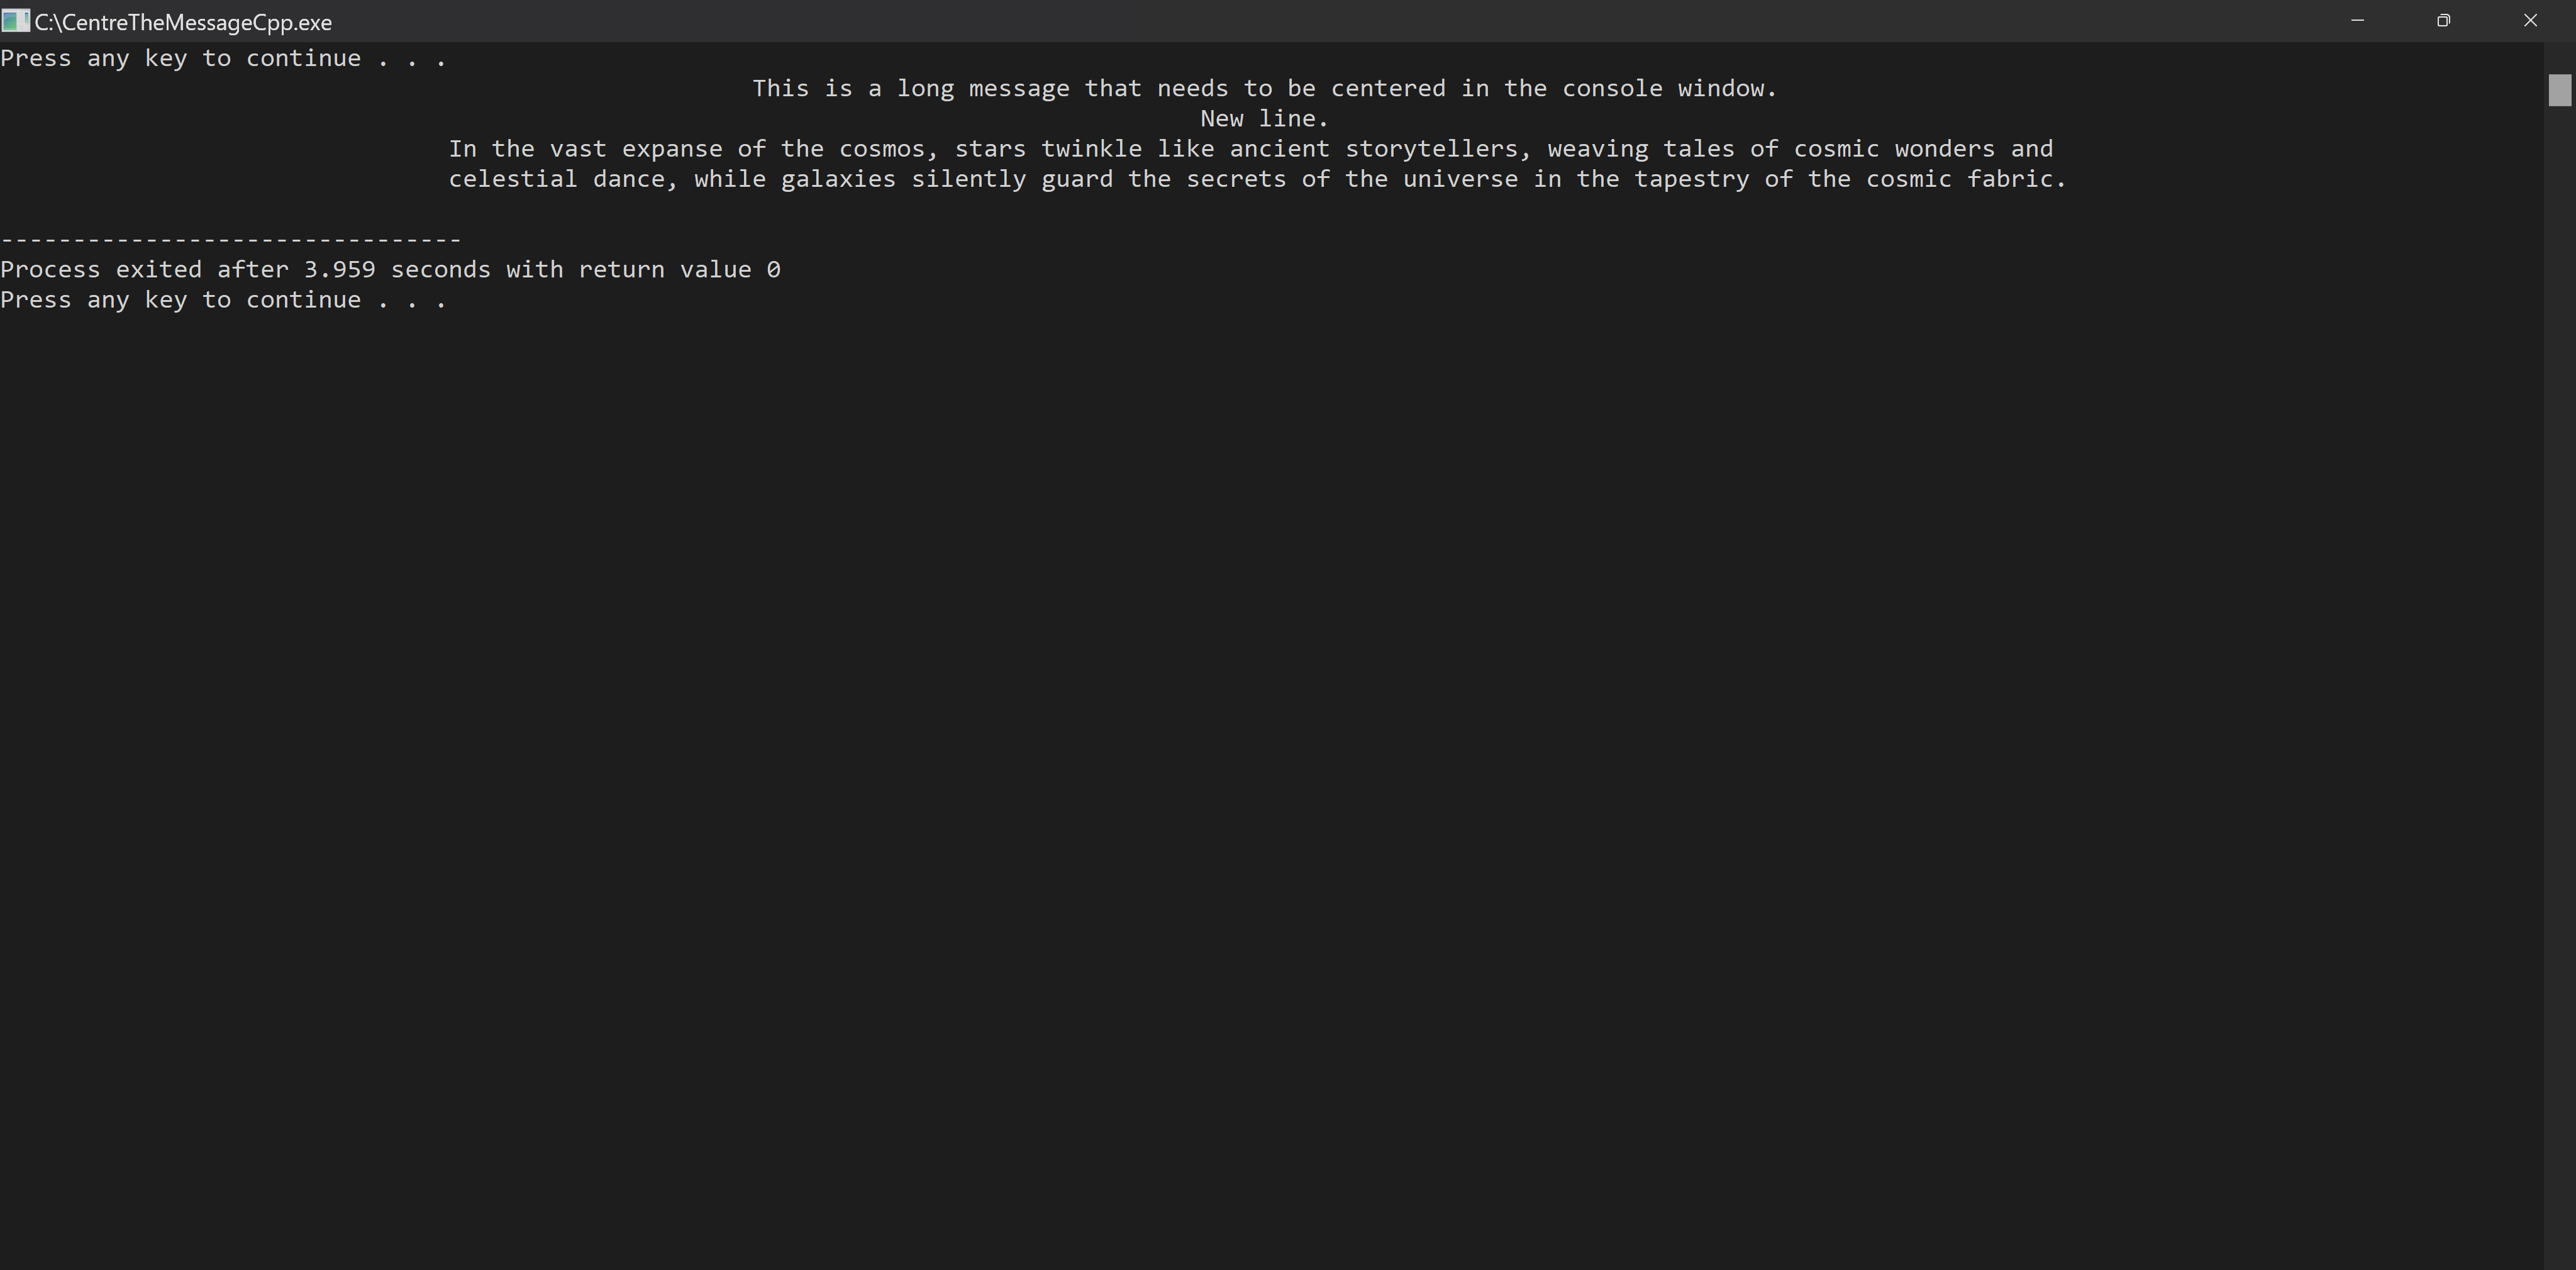 C:\CentreTheMessageCpp.exe
Press any key to continue . . .
This is a long message that needs to be centered in the console window.
New line.
In the vast expanse of the cosmos, stars twinkle like ancient storytellers, weaving tales of cosmic wonders and
celestial dance, while galaxies silently guard the secrets of the universe in the tapestry of the cosmic fabric.
--------------------------------
Process exited after 3.959 seconds with return value 0
Press any key to continue . . .